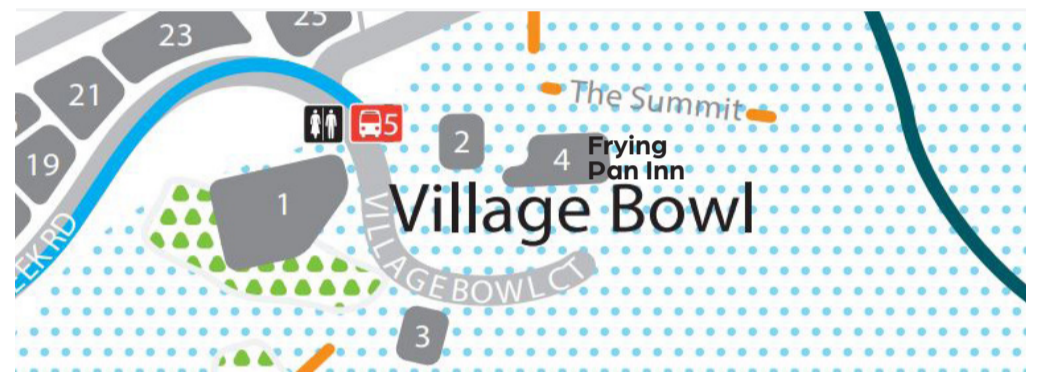 23
25
21
5
The Summit
2
19
4
Frying
Pan Inn
1
Village Bowl
VILLAGE BOWL CT
EEK RD
3